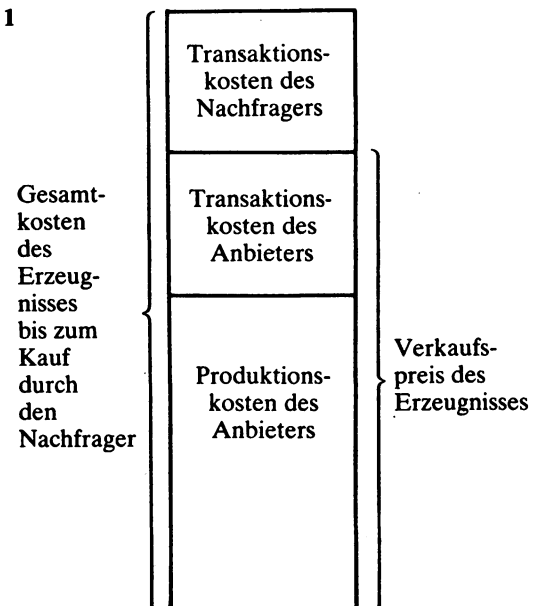 1
Transaktions-
kosten des
Nachfragers
Gesamt-
kosten
des
Erzeug-
nisses
bis zum
Kauf
durch
den
Nachfrager
Transaktions-
kosten des
Anbieters
Produktions-
kosten des
Anbieters
Verkaufs-
preis des
Erzeugnisses